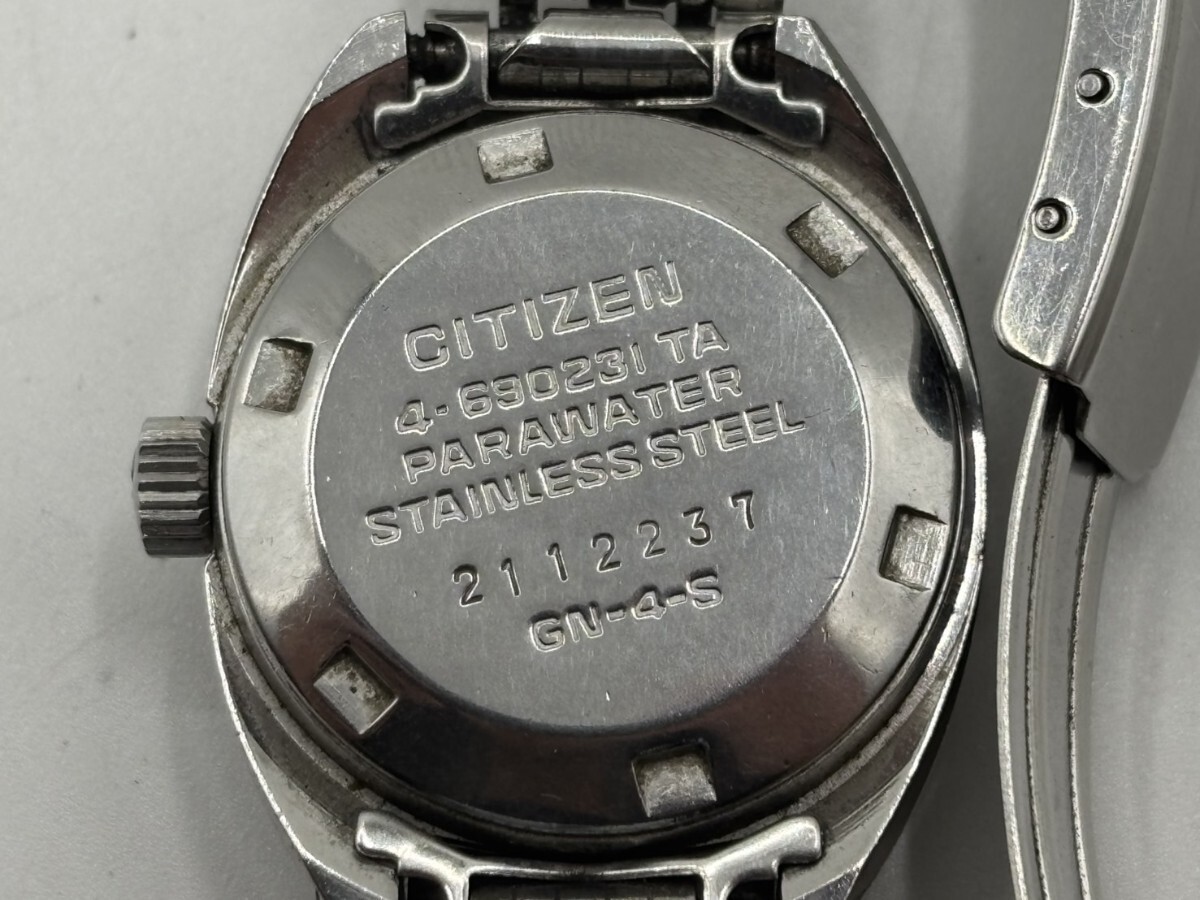 CITIZEN
4-690231 TA
PARAWATER
STAINLESS STEEL
2112237
GN-4-S